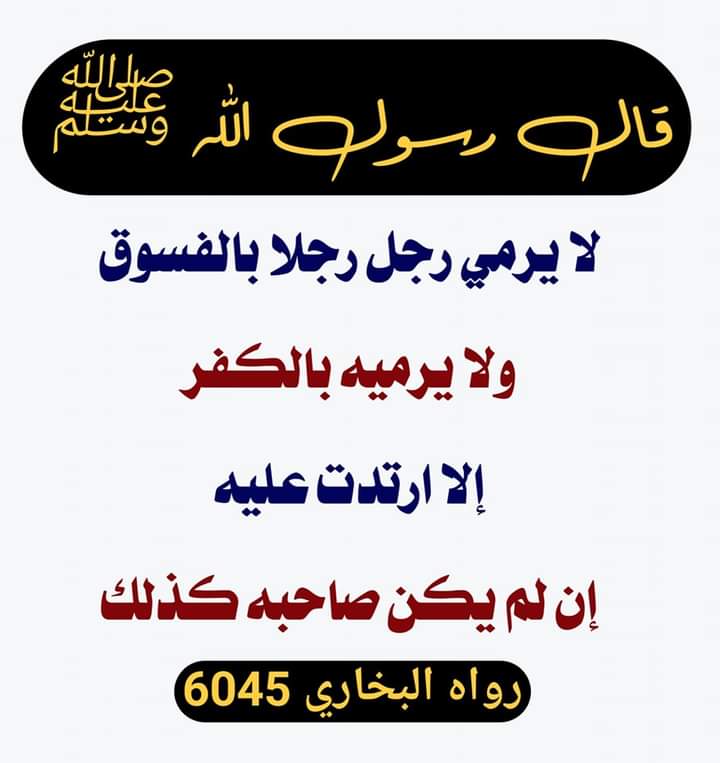 قال رسول الله صلى الله عليه وسلم
لا يرمي رجل رجلا بالفسوق
ولا يرميه بالكفر
إلا ارتدت عليه
إن لم يكن صاحبه كذلك
رواه البخاري 6045